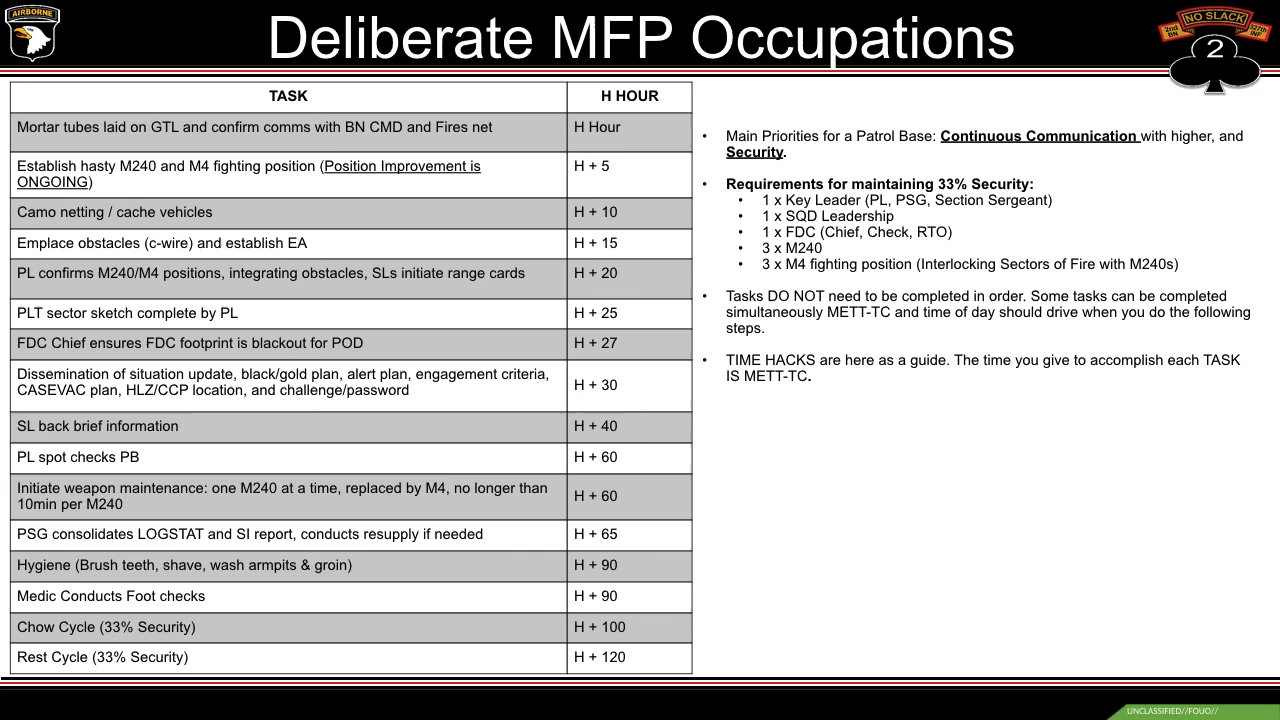 AIRBORNE
Deliberate MFP Occupations
NO SLACK
2nd BN
327th INF
2
TASK
H HOUR
Mortar tubes laid on GTL and confirm comms with BN CMD and Fires net
H Hour
Establish hasty M240 and M4 fighting position (Position Improvement is
ONGOING)
H + 5
Camo netting / cache vehicles
H + 10
Emplace obstacles (c-wire) and establish EA
H + 15
PL confirms M240/M4 positions, integrating obstacles, SLs initiate range cards
H + 20
PLT sector sketch complete by PL
H + 25
FDC Chief ensures FDC footprint is blackout for POD
H + 27
Dissemination of situation update, black/gold plan, alert plan, engagement criteria,
CASEVAC plan, HLZ/CCP location, and challenge/password
H + 30
SL back brief information
H + 40
PL spot checks PB
H + 60
Initiate weapon maintenance: one M240 at a time, replaced by M4, no longer than
10min per M240
H + 60
PSG consolidates LOGSTAT and SI report, conducts resupply if needed
H + 65
Hygiene (Brush teeth, shave, wash armpits & groin)
H + 90
Medic Conducts Foot checks
H + 90
Chow Cycle (33% Security)
H + 100
Rest Cycle (33% Security)
H + 120
• Main Priorities for a Patrol Base: Continuous Communication with higher, and
Security.
• Requirements for maintaining 33% Security:
• 1 x Key Leader (PL, PSG, Section Sergeant)
• 1 x SQD Leadership
• 1 x FDC (Chief, Check, RTO)
• 3 x M240
• 3 x M4 fighting position (Interlocking Sectors of Fire with M240s)
• Tasks DO NOT need to be completed in order. Some tasks can be completed
simultaneously METT-TC and time of day should drive when you do the following
steps.
• TIME HACKS are here as a guide. The time you give to accomplish each TASK
IS METT-TC.
UNCLASSIFIED//FOUO//